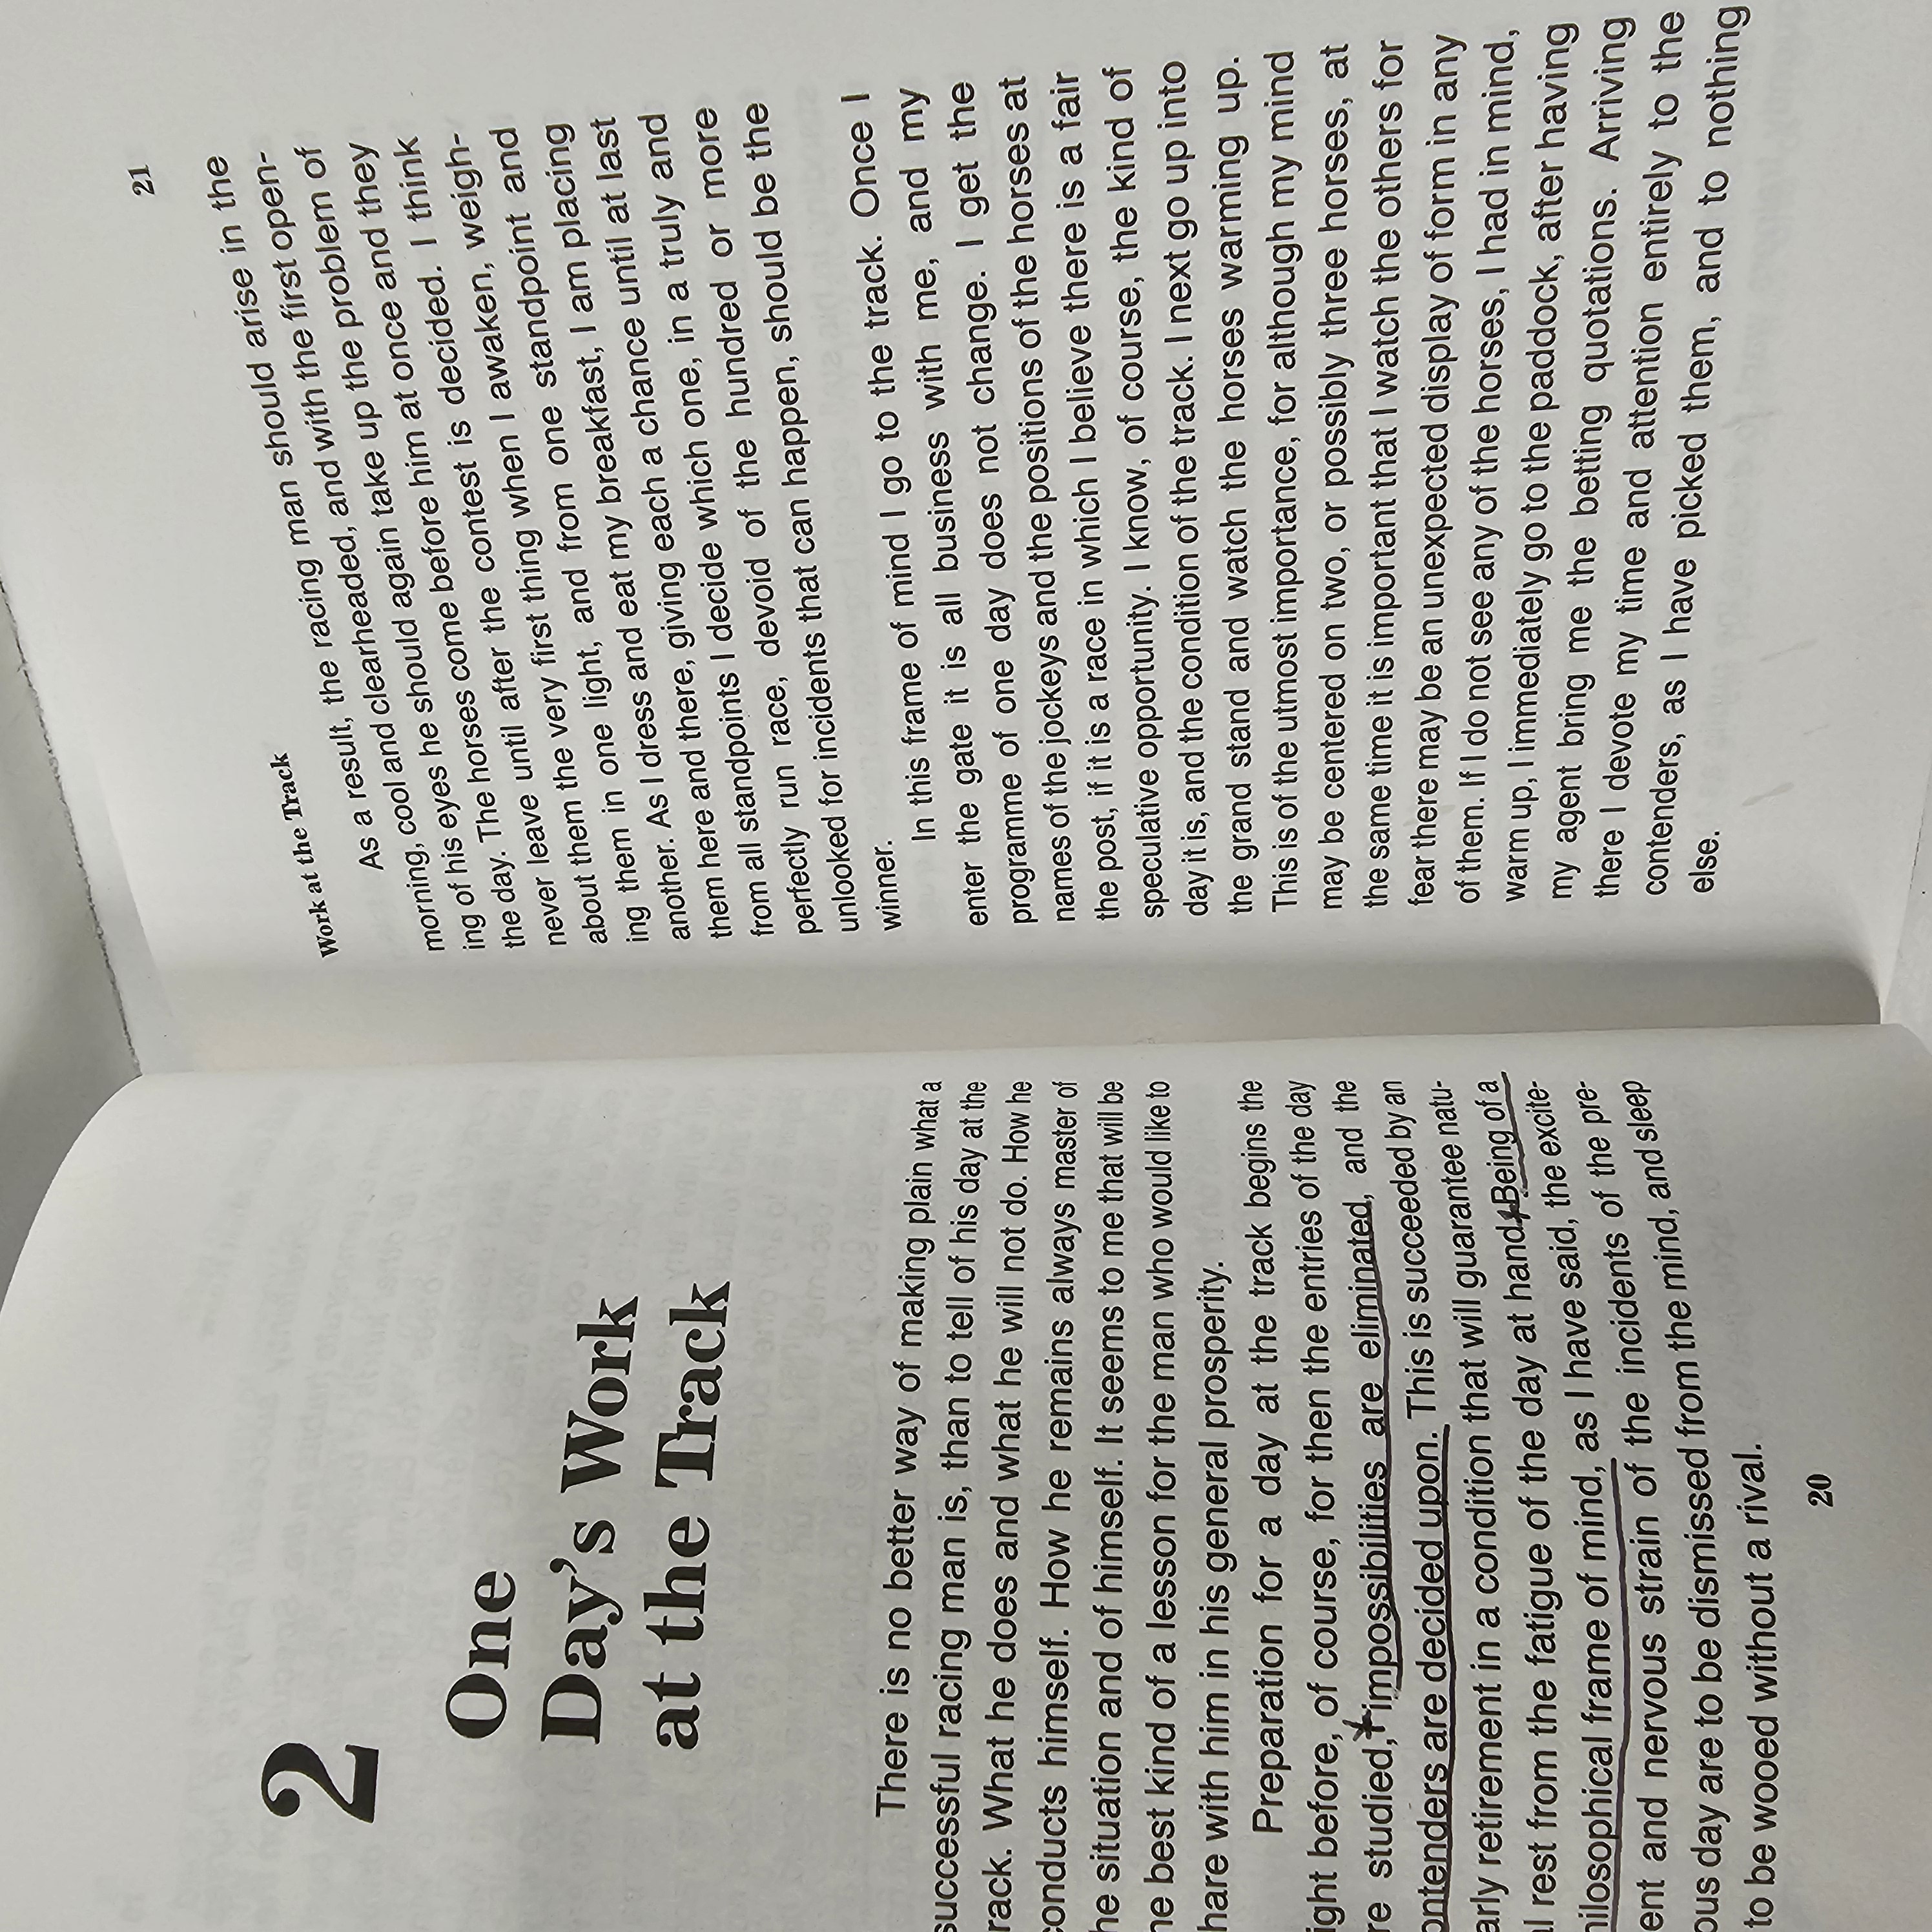 2
One
Day's Work
at the Track
There is no better way of making plain what a
successful racing man is, than to tell of his day at the
rack. What he does and what he will not do. How he
conducts himself. How he remains always master of
he situation and of himself. It seems to me that will be
he best kind of a lesson for the man who would like to
hare with him in his general prosperity.
Preparation for a day at the track begins the
ight before, of course, for then the entries of the day
re studied, impossibilities are eliminated, and the
ontenders are decided upon. This is succeeded by an
arly retirement in a condition that will guarantee natu-
l rest from the fatigue of the day at hand. Being of a
hilosophical frame of mind, as I have said, the excite-
ent and nervous strain of the incidents of the pre-
ous day are to be dismissed from the mind, and sleep
to be wooed without a rival.
20
21
Work at the Track
As a result, the racing man should arise in the
morning, cool and clearheaded, and with the first open-
ing of his eyes he should again take up the problem of
the day. The horses come before him at once and they
never leave until after the contest is decided. I think
about them the very first thing when I awaken, weigh-
ing them in one light, and from one standpoint and
another. As I dress and eat my breakfast, I am placing
them here and there, giving each a chance until at last
from all standpoints I decide which one, in a truly and
perfectly run race, devoid of the hundred or more
unlooked for incidents that can happen, should be the
winner.
In this frame of mind I go to the track. Once I
enter the gate it is all business with me, and my
programme of one day does not change. I get the
names of the jockeys and the positions of the horses at
the post, if it is a race in which I believe there is a fair
speculative opportunity. I know, of course, the kind of
day it is, and the condition of the track. I next go up into
the grand stand and watch the horses warming up.
This is of the utmost importance, for although my mind
may be centered on two, or possibly three horses, at
the same time it is important that I watch the others for
fear there may be an unexpected display of form in any
of them. If I do not see any of the horses, I had in mind,
warm up, I immediately go to the paddock, after having
my agent bring me the betting quotations. Arriving
there I devote my time and attention entirely to the
contenders, as I have picked them, and to nothing
else.